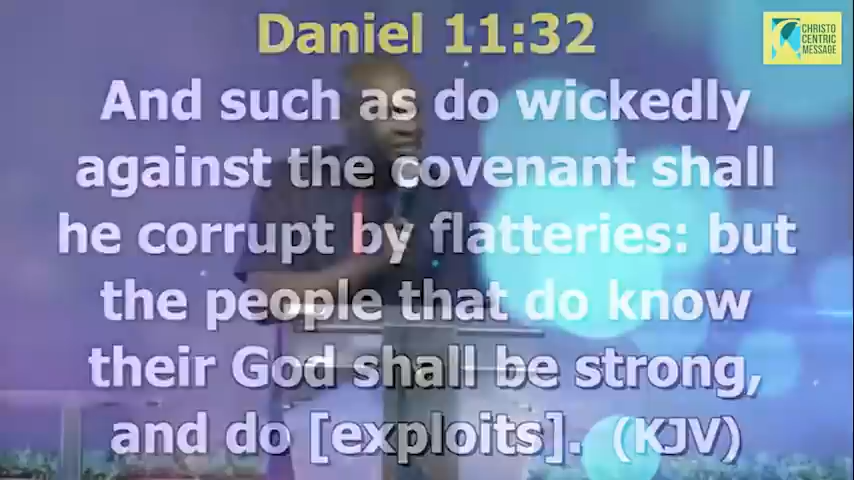 Daniel 11:32
CHRISTO
CENTRIC
MESSAGE
And such as do wickedly
against the covenant shall
he corrupt by flatteries: but
the people that do know
their God shall be strong,
and do [exploits]. (KJV)